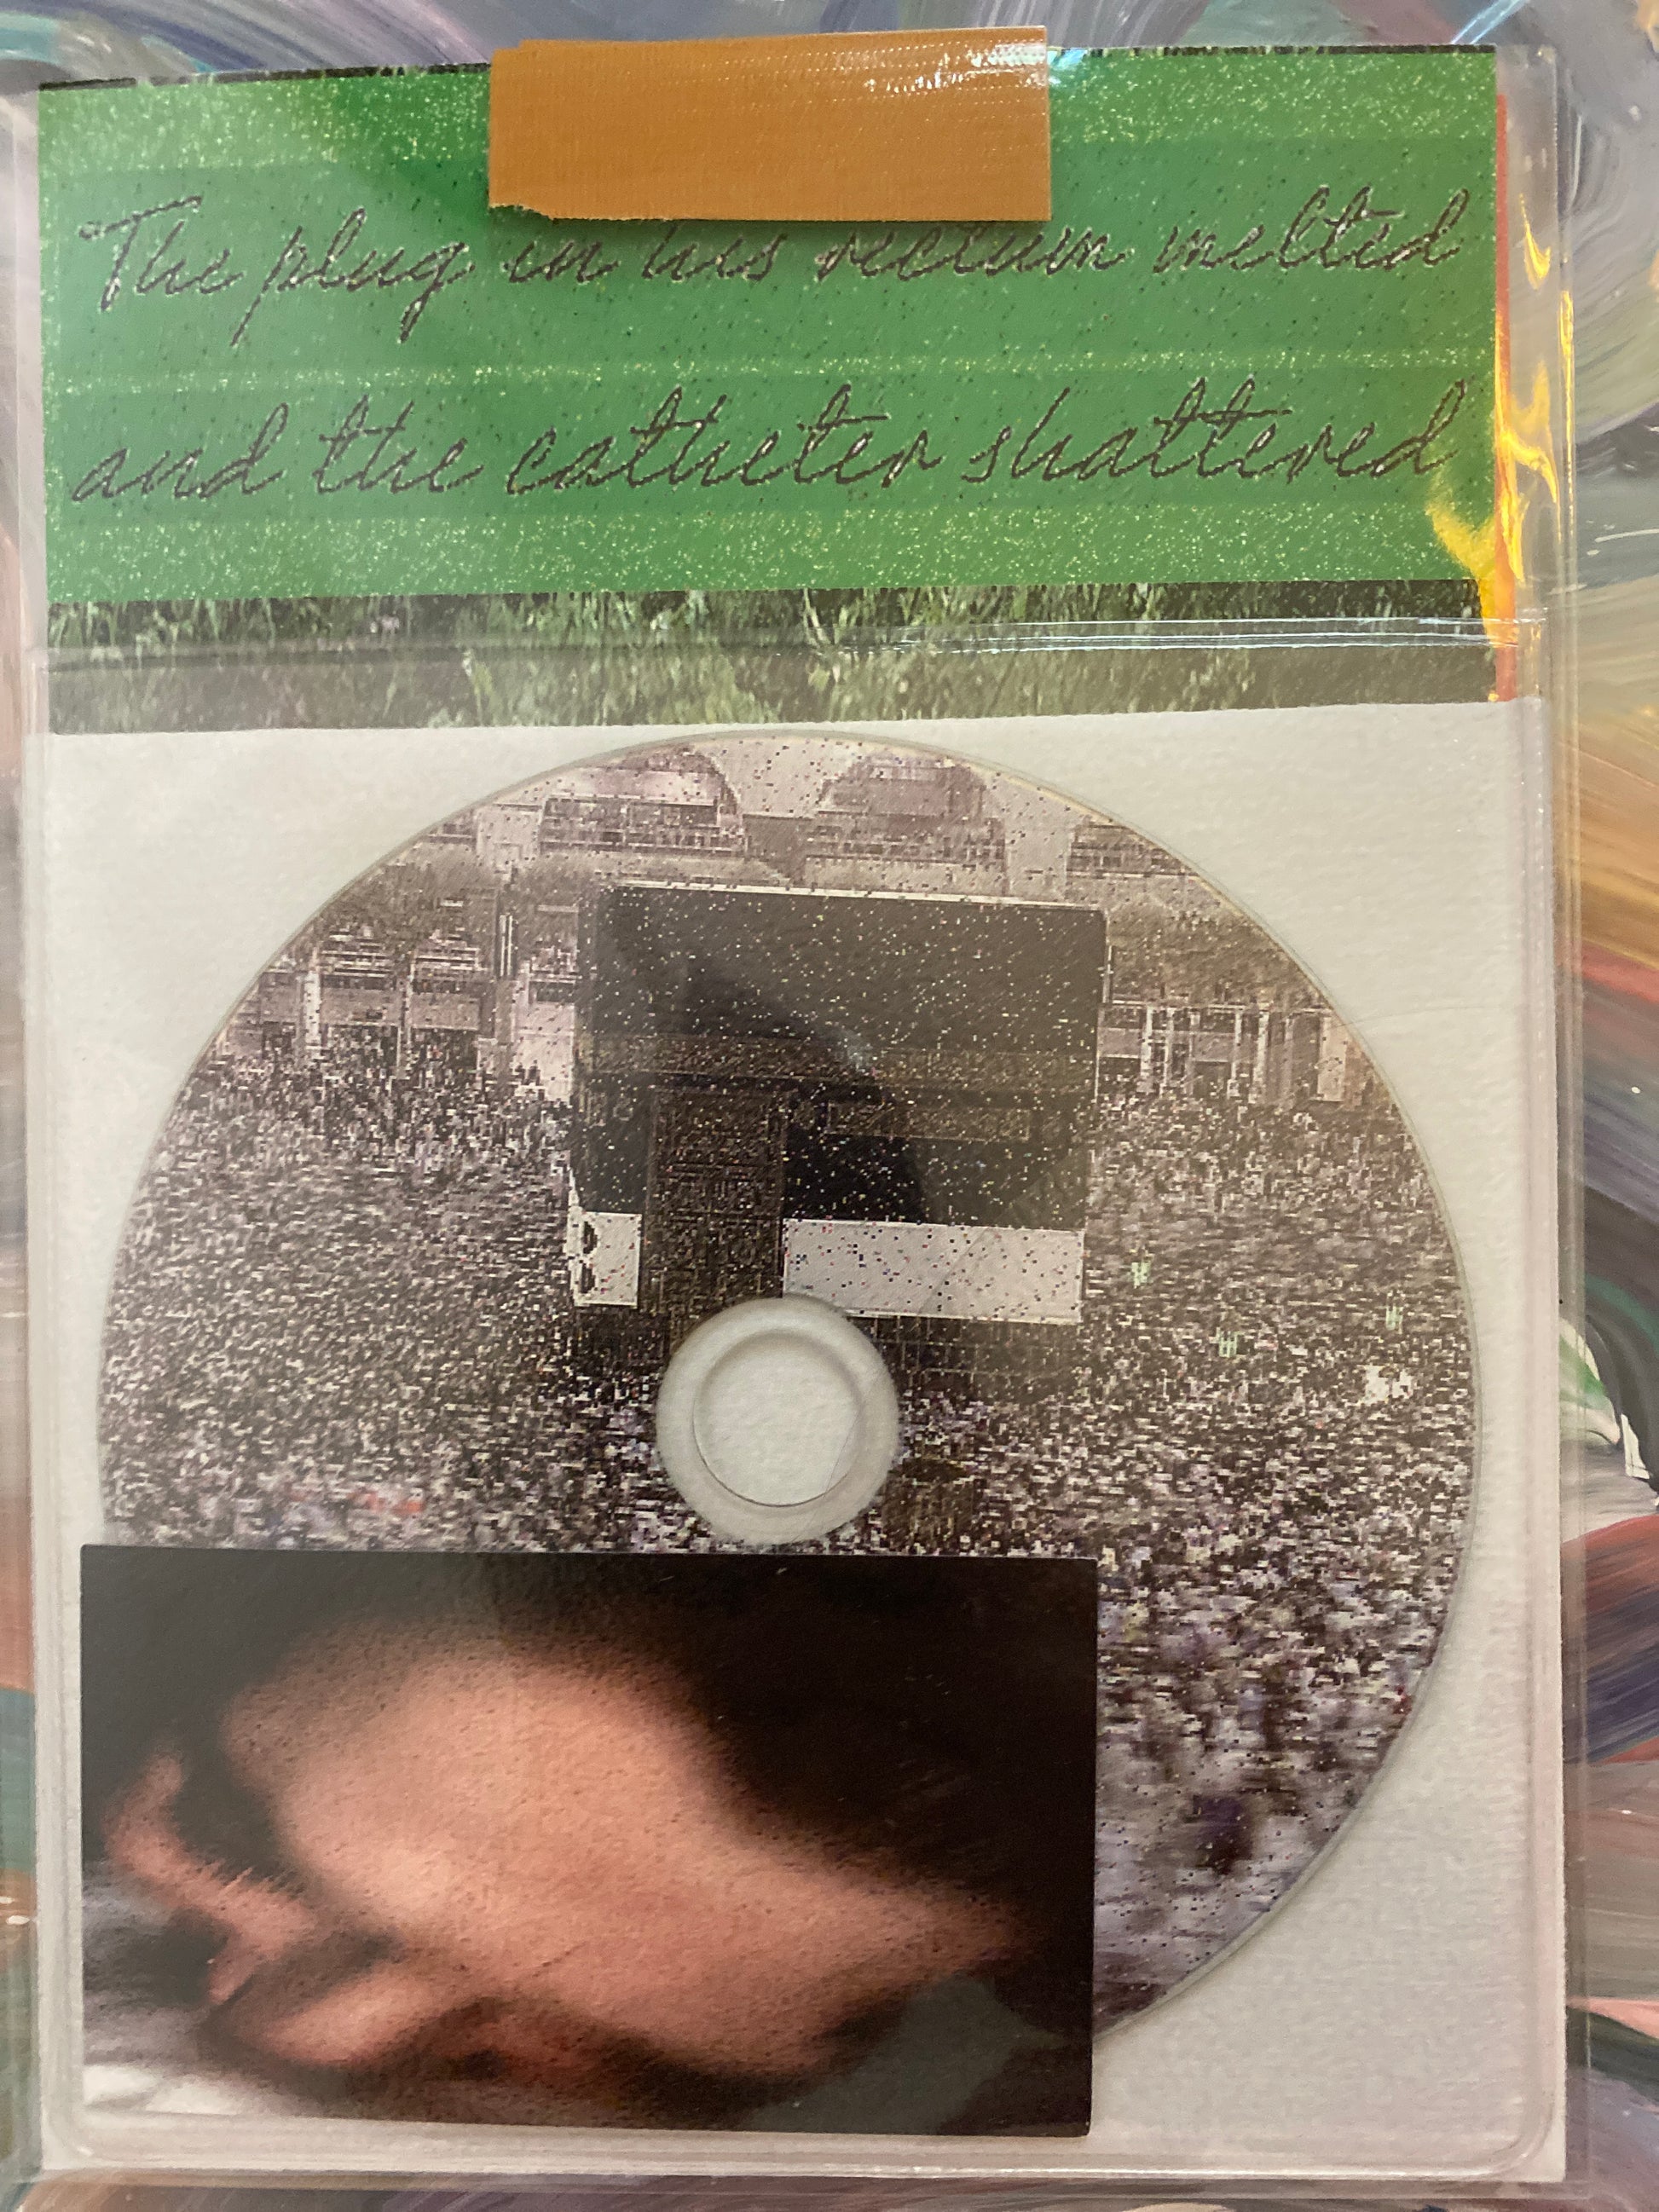 The plug in his rectum melted
and the catheter shattered